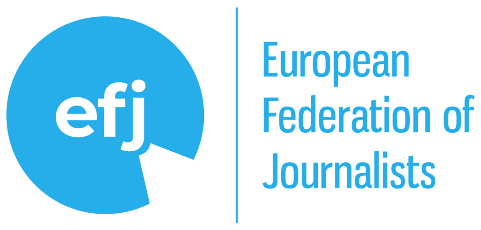 efj
European
Federation of
Journalists